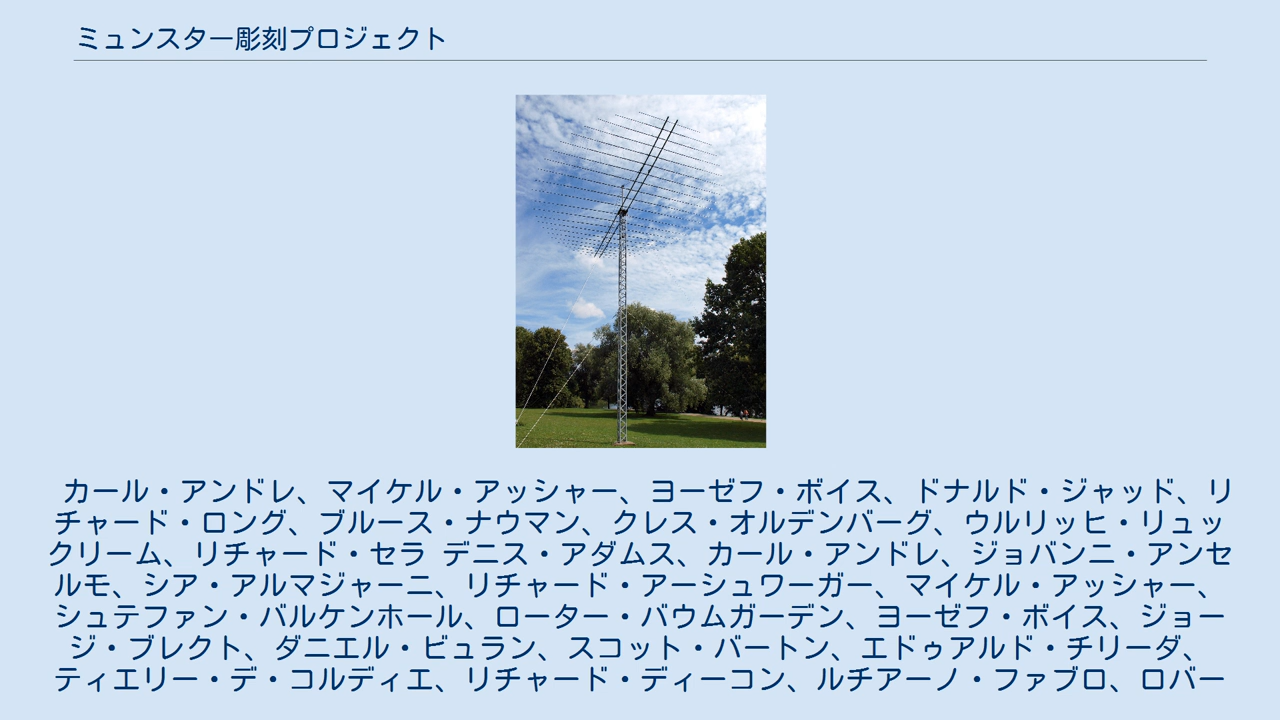 ミュンスター彫刻プロジェクト
カール・アンドレ、マイケル・アッシャー、ヨーゼフ・ボイス、ドナルド・ジャッド、リ
チャード・ロング、ブルース・ナウマン、クレス・オルデンバーグ、ウルリッヒ・リュッ
クリーム、リチャード・セラ デニス・アダムス、カール・アンドレ、ジョバンニ・アンセ
ルモ、シア・アルマジャーニ、リチャード・アーシュワーガー、マイケル・アッシャー、
シュテファン・バルケンホール、ローター・バウムガーデン、ヨーゼフ・ボイス、ジョー
ジ・ブレクト、ダニエル・ビュラン、スコット・バートン、エドゥアルド・チリーダ、
ティエリー・デ・コルディエ、リチャード・ディーコン、ルチアーノ・ファブロ、ロバー